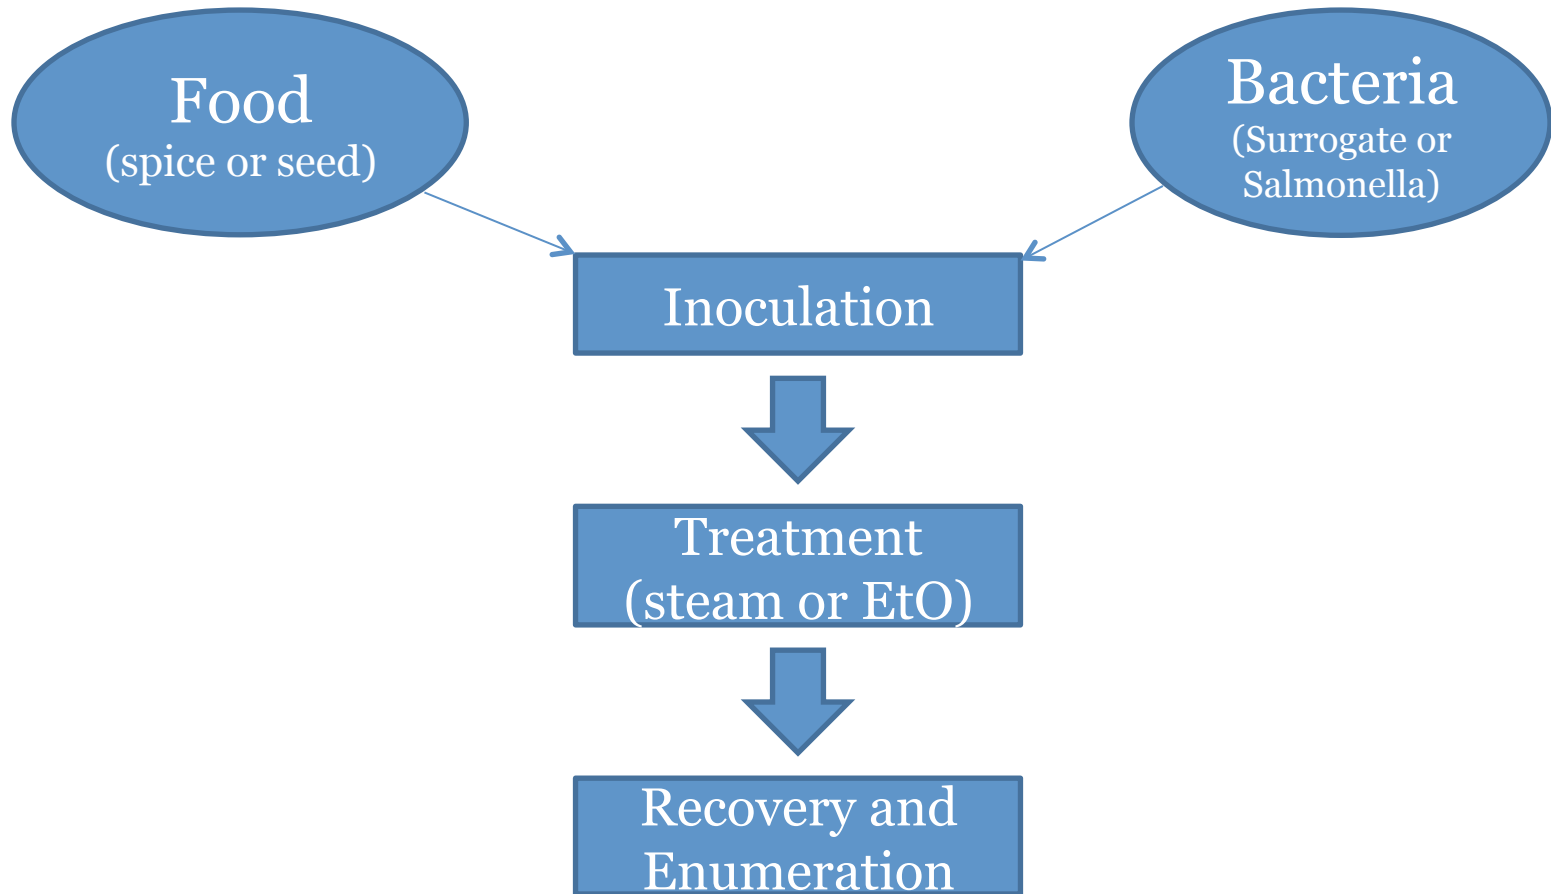 Food
(spice or seed)
Bacteria
(Surrogate or
Salmonella)
Inoculation
Treatment
(steam or EtO)
Recovery and
Enumeration